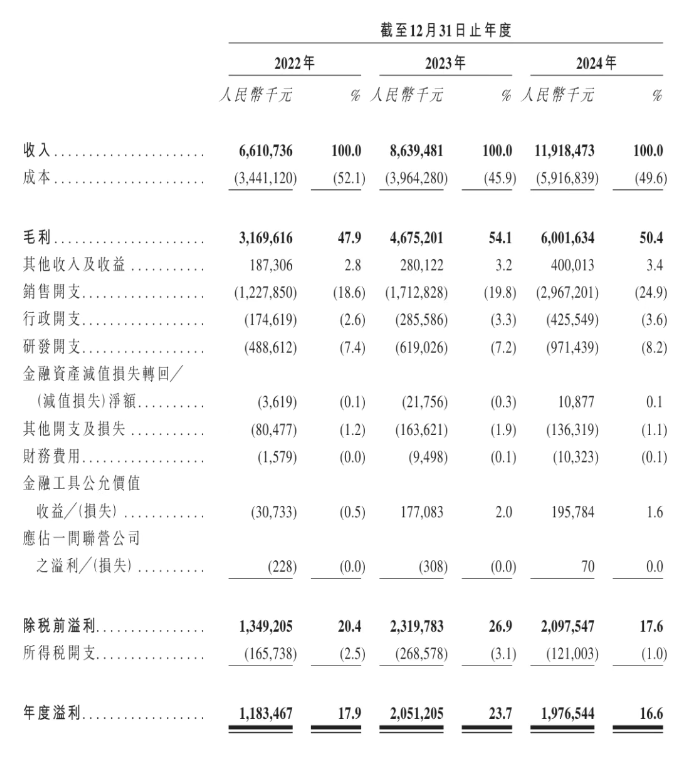 截至12月31日止年度
2022年 2023年 2024年
人民幣千元 % 人民幣千元 % 人民幣千元 %
收入...................... 6,610,736 100.0 8,639,481 100.0 11,918,473 100.0
成本...................... (3,441,120) (52.1) (3,964,280) (45.9) (5,916,839) (49.6)
毛利...................... 3,169,616 47.9 4,675,201 54.1 6,001,634 50.4
其他收入及收益 ........... 187,306 2.8 280,122 3.2 400,013 3.4
銷售開支.................. (1,227,850) (18.6) (1,712,828) (19.8) (2,967,201) (24.9)
行政開支.................. (174,619) (2.6) (285,586) (3.3) (425,549) (3.6)
研發開支.................. (488,612) (7.4) (619,026) (7.2) (971,439) (8.2)
金融資產減值損失轉回╱
(減值損失)淨額.......... (3,619) (0.1) (21,756) (0.3) 10,877 0.1
其他開支及損失 ........... (80,477) (1.2) (163,621) (1.9) (136,319) (1.1)
財務費用.................. (1,579) (0.0) (9,498) (0.1) (10,323) (0.1)
金融工具公允價值
收益╱(損失) ............ (30,733) (0.5) 177,083 2.0 195,784 1.6
應佔一間聯營公司
之溢利╱(損失) .......... (228) (0.0) (308) (0.0) 70 0.0
除稅前溢利................ 1,349,205 20.4 2,319,783 26.9 2,097,547 17.6
所得稅開支................ (165,738) (2.5) (268,578) (3.1) (121,003) (1.0)
年度溢利.................. 1,183,467 17.9 2,051,205 23.7 1,976,544 16.6